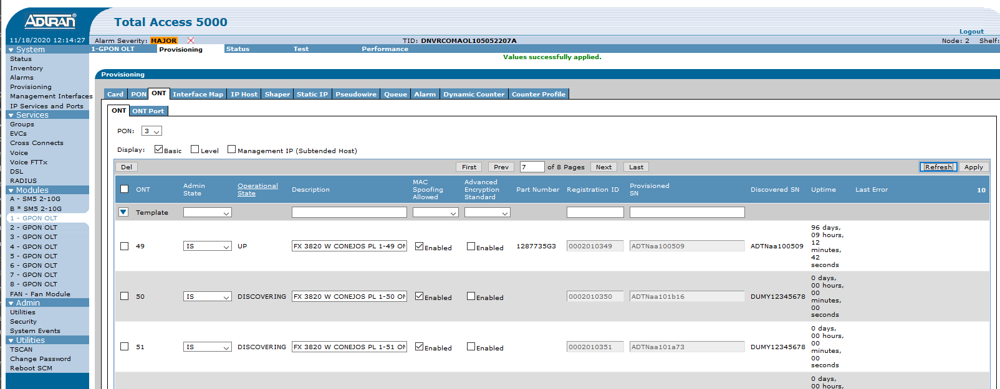 ADTRAN®
Total Access 5000
Logout
11/18/2020 12:14:27
Alarm Severity: MAJOR
TID: DNVRCOMAOL105052207A
Node: 2 Shelf:
1-GPON OLT Provisioning Status Test Performance
Values successfully applied.
System
Status
Inventory
Alarms
Provisioning
Management Interfaces
IP Services and Ports
Services
Groups
EVCs
Cross Connects
Voice
Voice FTTx
DSL
RADIUS
Modules
A - SM5 2-10G
B * SM5 2-10G
1 - GPON OLT
2 - GPON OLT
3 - GPON OLT
4 - GPON OLT
5 - GPON OLT
6 - GPON OLT
7 - GPON OLT
8 - GPON OLT
FAN - Fan Module
Admin
Utilities
Security
System Events
Utilities
TSCAN
Change Password
Reboot SCM
Provisioning
Card PON ONT Interface Map IP Host Shaper Static IP Pseudowire Queue Alarm Dynamic Counter Counter Profile
ONT ONT Port
PON: 3
Display: Basic Level Management IP (Subtended Host)
Del First Prev 7 of 8 Pages Next Last Refresh Apply
ONT
Admin
State
Operational
State
Description
MAC
Spoofing
Allowed
Advanced
Encryption
Standard
Part Number
Registration ID
Provisioned
SN
Discovered SN
Uptime
Last Error
10
Template
49 IS UP FX 3820 W CONEJOS PL 1-49 ON Enabled Enabled 1287735G3 0002010349 ADTNaa100509 ADTNaa100509
96 days,
09 hours,
12
minutes,
42
seconds
50 IS DISCOVERING FX 3820 W CONEJOS PL 1-50 ON Enabled Enabled 0002010350 ADTNaa101b16 DUMY12345678
0 days,
00 hours,
00
minutes,
00
seconds
51 IS DISCOVERING FX 3820 W CONEJOS PL 1-51 ON Enabled Enabled 0002010351 ADTNaa101a73 DUMY12345678
0 days,
00 hours,
00
minutes,
00
seconds
0 days,
00 hours,